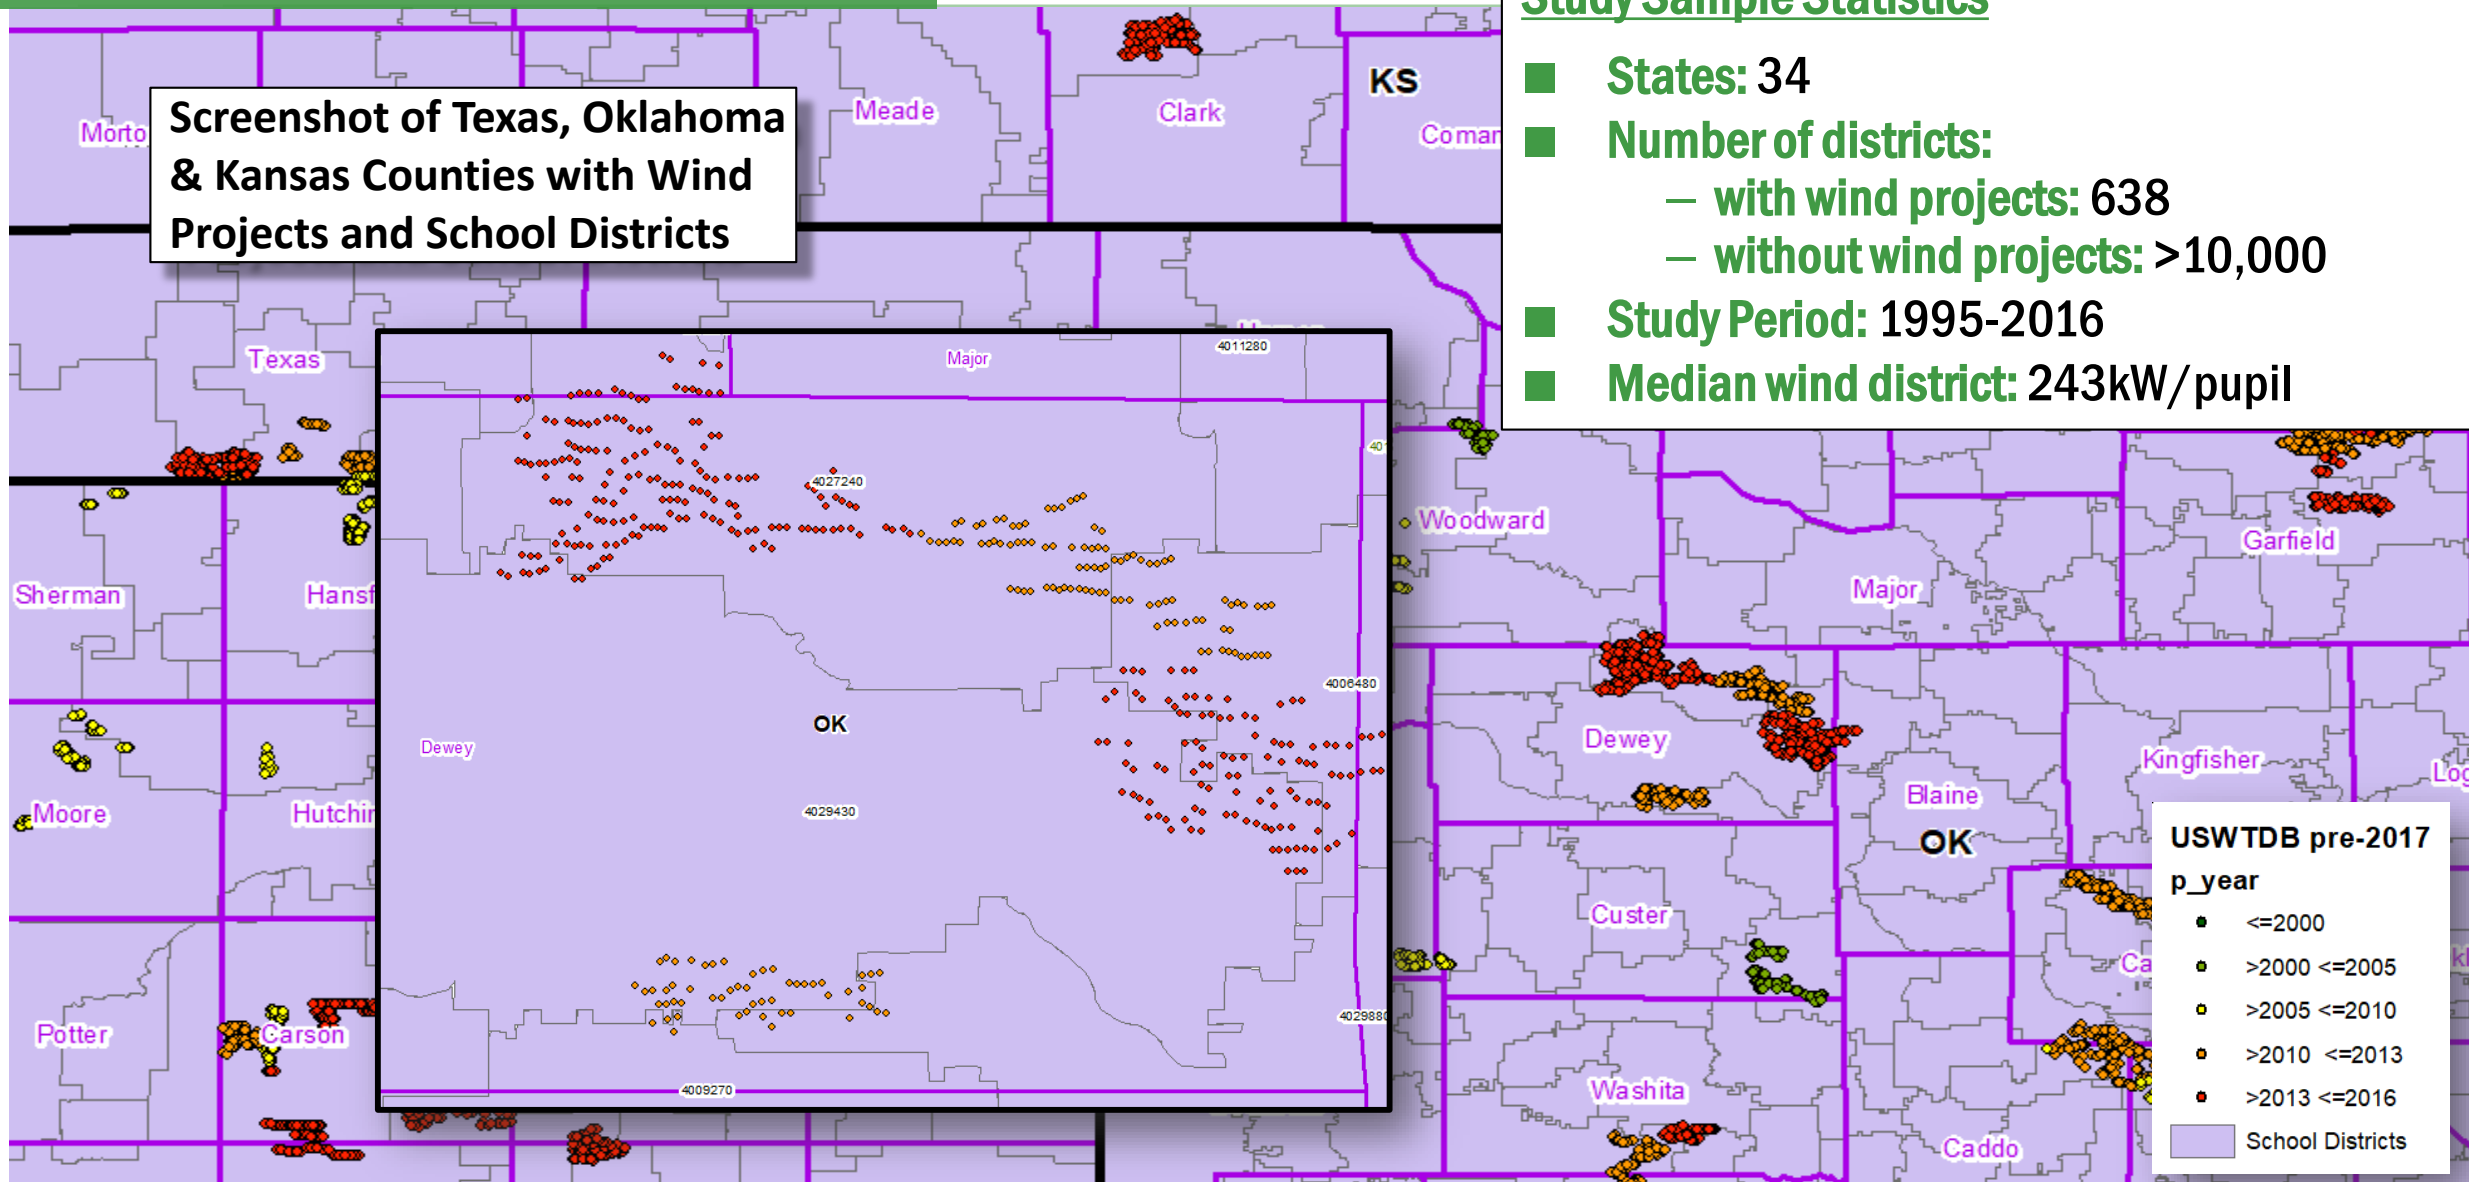 Study Sample Statistics
States: 34
Number of districts:
– with wind projects: 638
– without wind projects: >10,000
Study Period: 1995-2016
Median wind district: 243kW/pupil
Screenshot of Texas, Oklahoma
& Kansas Counties with Wind
Projects and School Districts
Morto
Meade
Clark
KS
Coman
Texas
Major
4011280
40
4027240
Woodward
Garfield
Sherman
Hansf
Major
4006480
OK
Dewey
Dewey
Kingfisher
Log
Moore
Hutchin
4029430
Blaine
OK
Custer
Ca
Potter
Carson
4029880
4009270
Washita
Caddo
USWTDB pre-2017
p_year
<=2000
>2000 <=2005
>2005 <=2010
>2010 <=2013
>2013 <=2016
School Districts